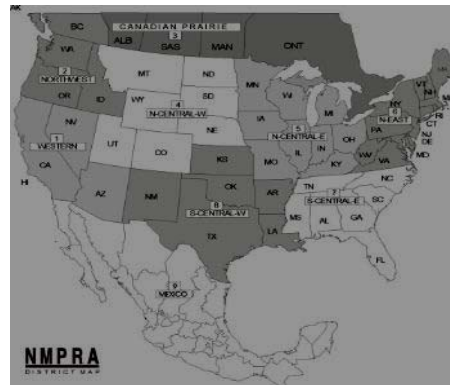 AK
BC
CANADIAN PRAIRIE
3
ALB
SAS
MAN
ONT
WA
2
NORTHWEST
OR
ID
MT
ND
MN
WY
4
N-CENTRAL-W
SD
NE
WI
MI
IA
5
N-CENTRAL-E
IL
IN
OH
MO
KY
VT
NH
NY
6
N-EAST
PA
RI
CT
NJ
DE
MD
WV
VA
1
WESTERN
NV
CA
UT
CO
AZ
HI
KS
OK
AR
NM
8
S-CENTRAL-W
TX
LA
NC
TN
7
S-CENTRAL-E
SC
MS
AL
GA
FL
9
MEXICO
NMPRA
DISTRICT MAP